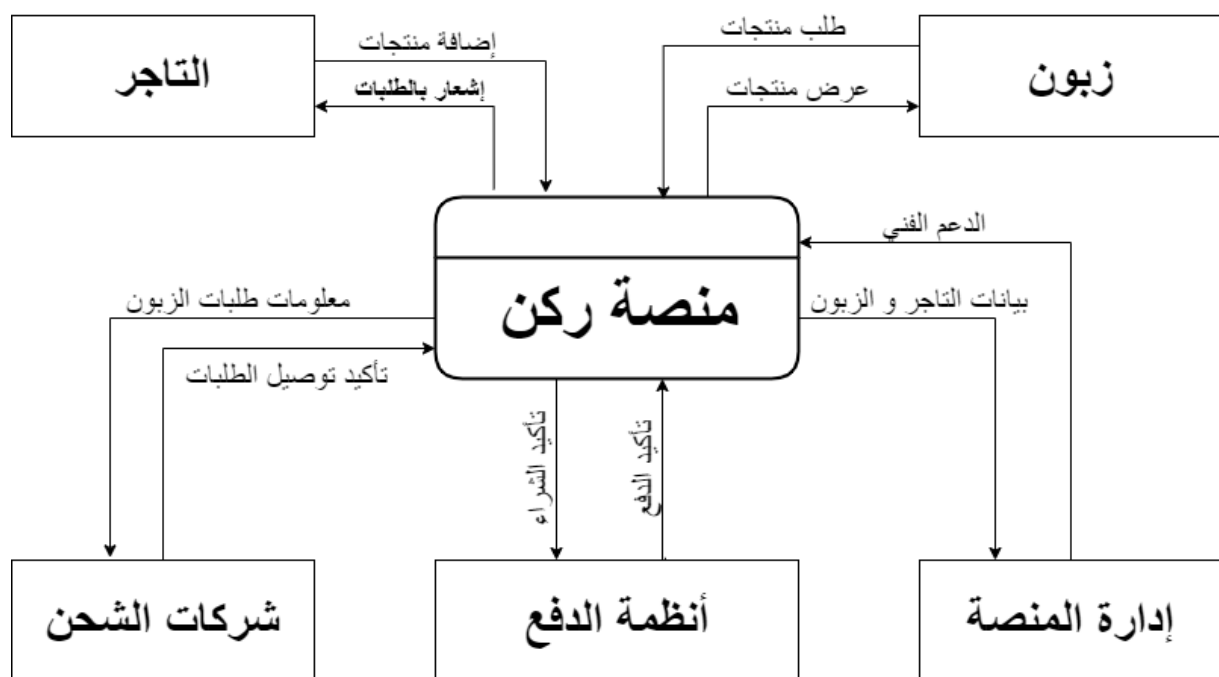 طلب منتجات
إضافة منتجات
زبون
التاجر
عرض منتجات
إشعار بالطلبات
الدعم الفني
منصة ركن
بيانات التاجر و الزبون
معلومات طلبات الزبون
تأكيد توصيل الطلبات
تأكيد الدفع
تأكيد الشراء
إدارة المنصة
أنظمة الدفع
شركات الشحن